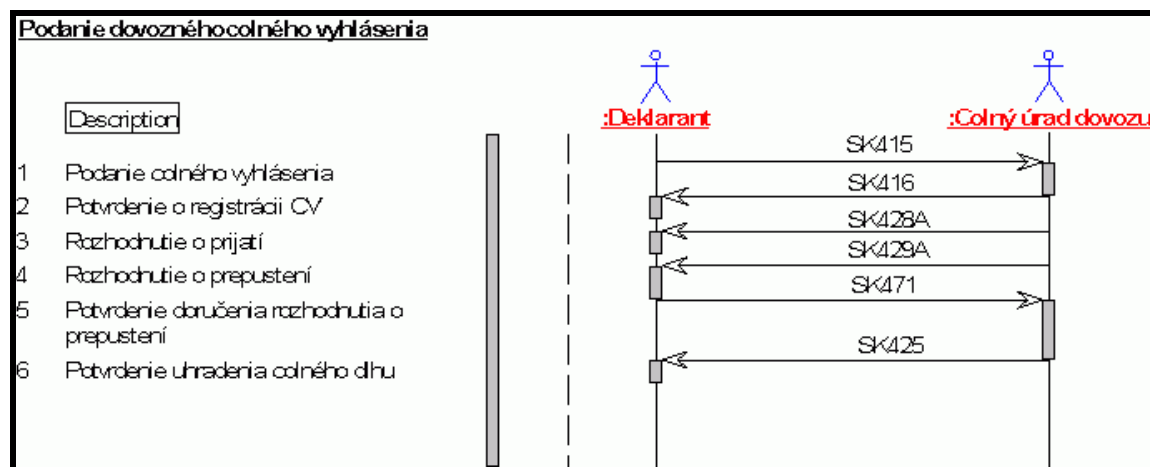 Podanie dovozného colného vyhlásenia
Description
:Deklarant
:Colný úrad dovozu
SK415
1 Podanie colného vyhlásenia
SK416
2 Potvrdenie o registrácii CV
SK428A
3 Rozhodnutie o prijatí
SK429A
4 Rozhodnutie o prepustení
SK471
5 Potvrdenie doručenia rozhodnutia o
prepustení
SK425
6 Potvrdenie uhradenia colného dlhu